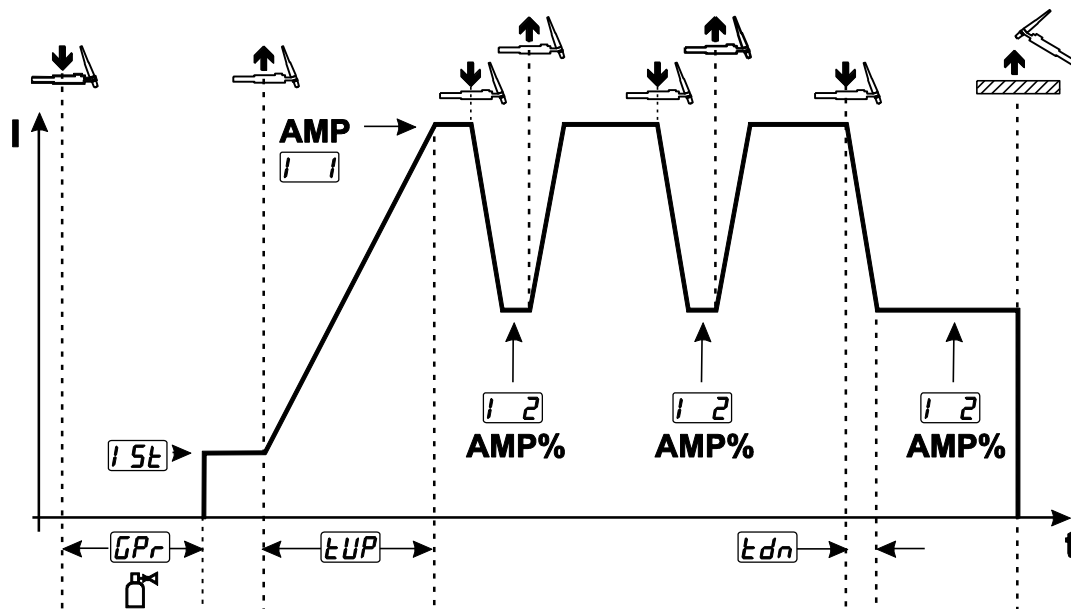 I
AMP
I 1
I 2
AMP%
I 2
AMP%
I 2
AMP%
I St
GPr
tUP
tdn
t